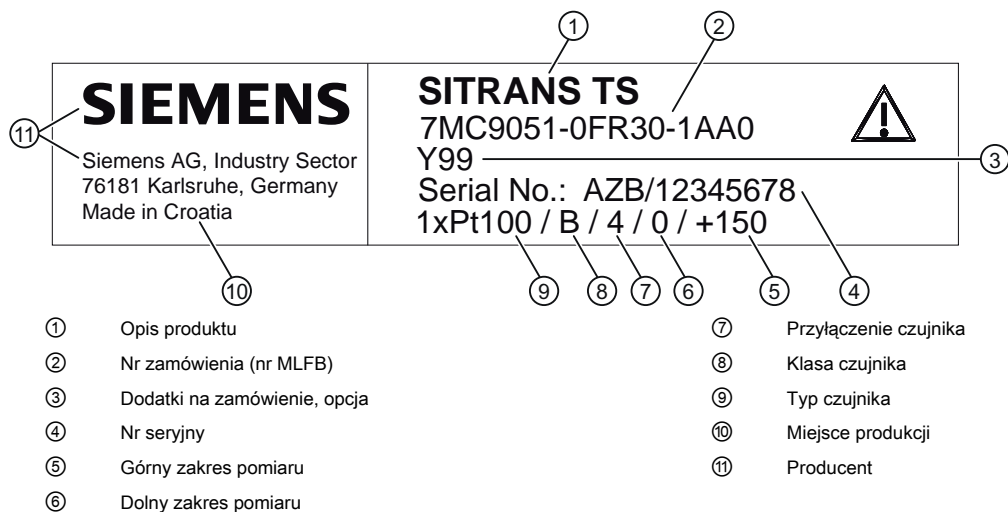 ① ②
SIEMENS
Siemens AG, Industry Sector
76181 Karlsruhe, Germany
Made in Croatia
⑪
SITRANS TS
7MC9051-0FR30-1AA0
Y99
③
Serial No.: AZB/12345678
1xPt100 / B / 4 / 0 / +150
⑩ ⑨ ⑧ ⑦ ⑥ ⑤ ④
① Opis produktu
② Nr zamówienia (nr MLFB)
③ Dodatki na zamówienie, opcja
④ Nr seryjny
⑤ Górny zakres pomiaru
⑥ Dolny zakres pomiaru
⑦ Przyłączenie czujnika
⑧ Klasa czujnika
⑨ Typ czujnika
⑩ Miejsce produkcji
⑪ Producent